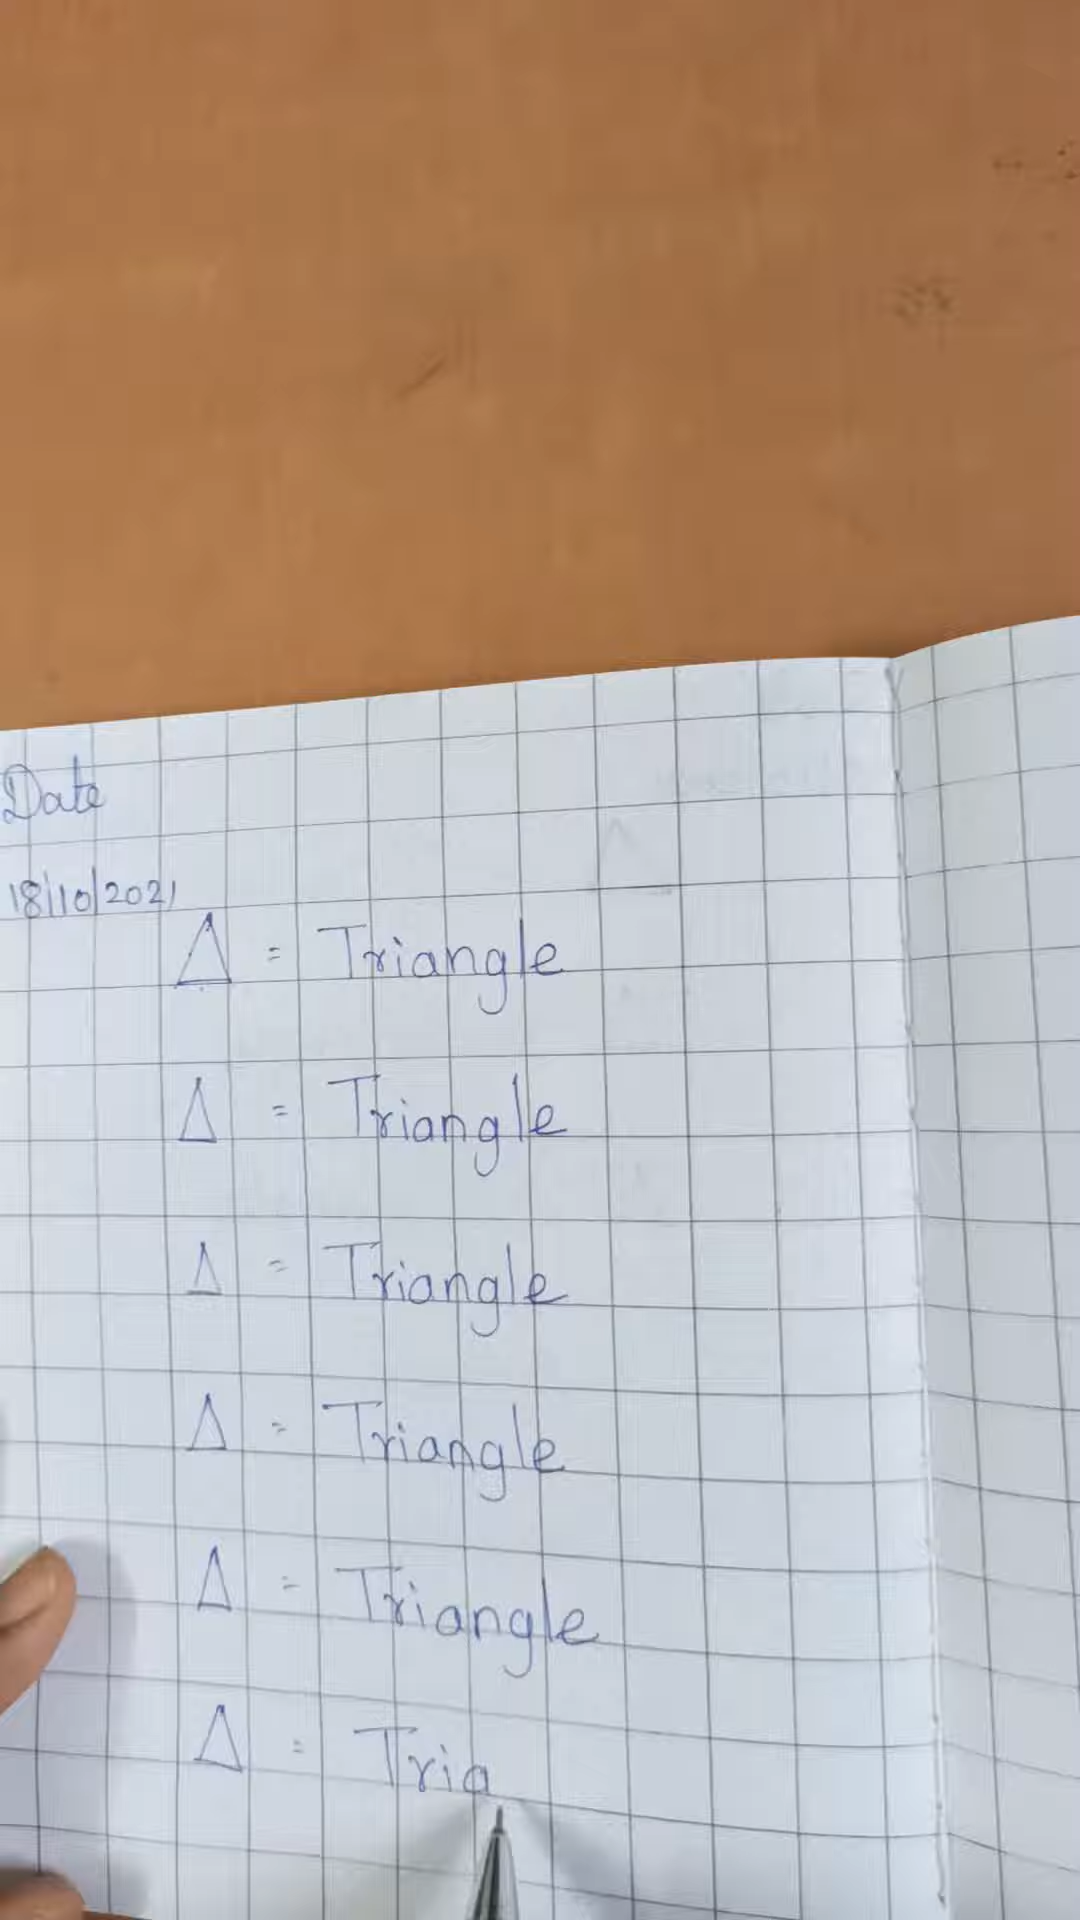 Date
18/10/2021
Δ = Triangle
Δ = Triangle
Δ = Triangle
Δ = Triangle
Δ = Triangle
Δ = Tria